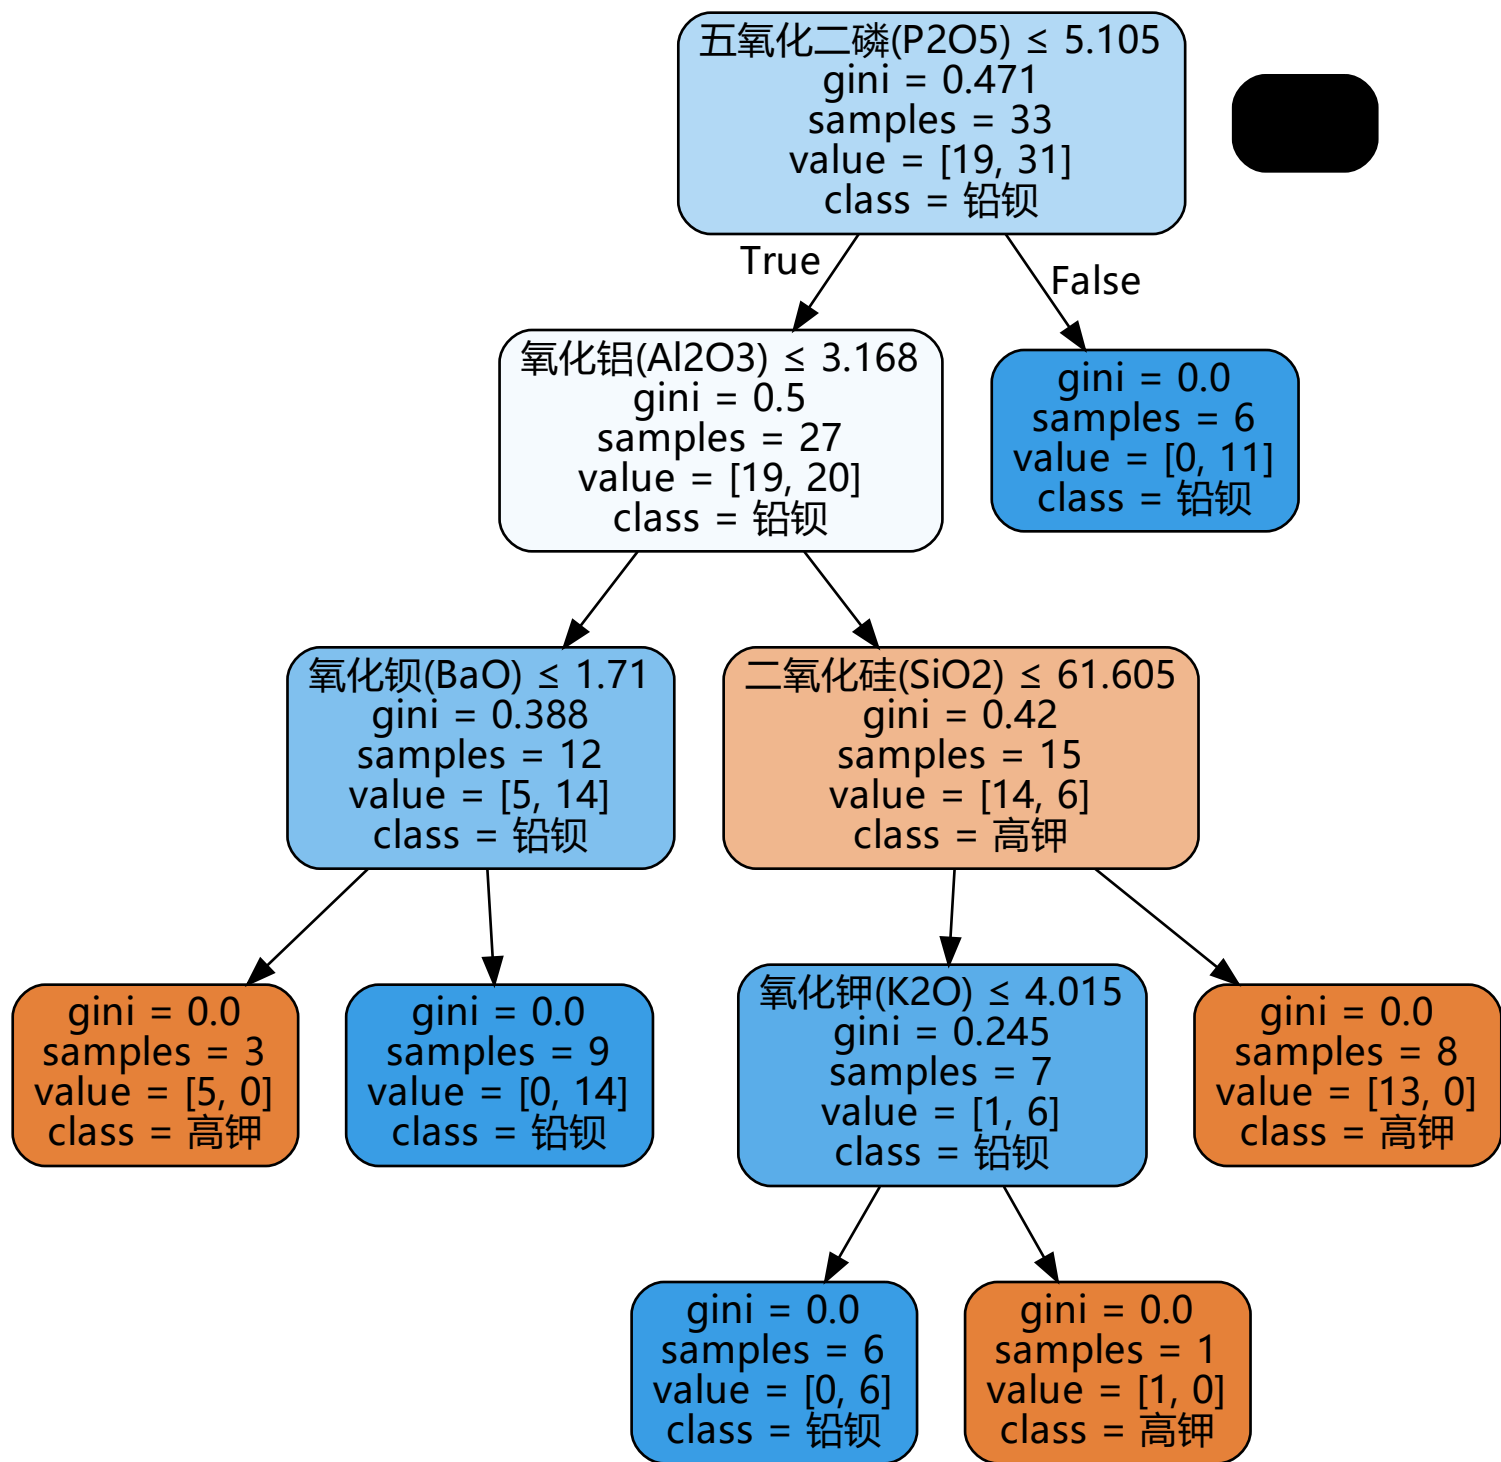 五氧化二磷(P2O5) ≤ 5.105
gini = 0.471
samples = 33
value = [19, 31]
class = 铅钡
True
False
氧化铝(Al2O3) ≤ 3.168
gini = 0.5
samples = 27
value = [19, 20]
class = 铅钡
gini = 0.0
samples = 6
value = [0, 11]
class = 铅钡
氧化钡(BaO) ≤ 1.71
gini = 0.388
samples = 12
value = [5, 14]
class = 铅钡
二氧化硅(SiO2) ≤ 61.605
gini = 0.42
samples = 15
value = [14, 6]
class = 高钾
gini = 0.0
samples = 3
value = [5, 0]
class = 高钾
gini = 0.0
samples = 9
value = [0, 14]
class = 铅钡
氧化钾(K2O) ≤ 4.015
gini = 0.245
samples = 7
value = [1, 6]
class = 铅钡
gini = 0.0
samples = 8
value = [13, 0]
class = 高钾
gini = 0.0
samples = 6
value = [0, 6]
class = 铅钡
gini = 0.0
samples = 1
value = [1, 0]
class = 高钾